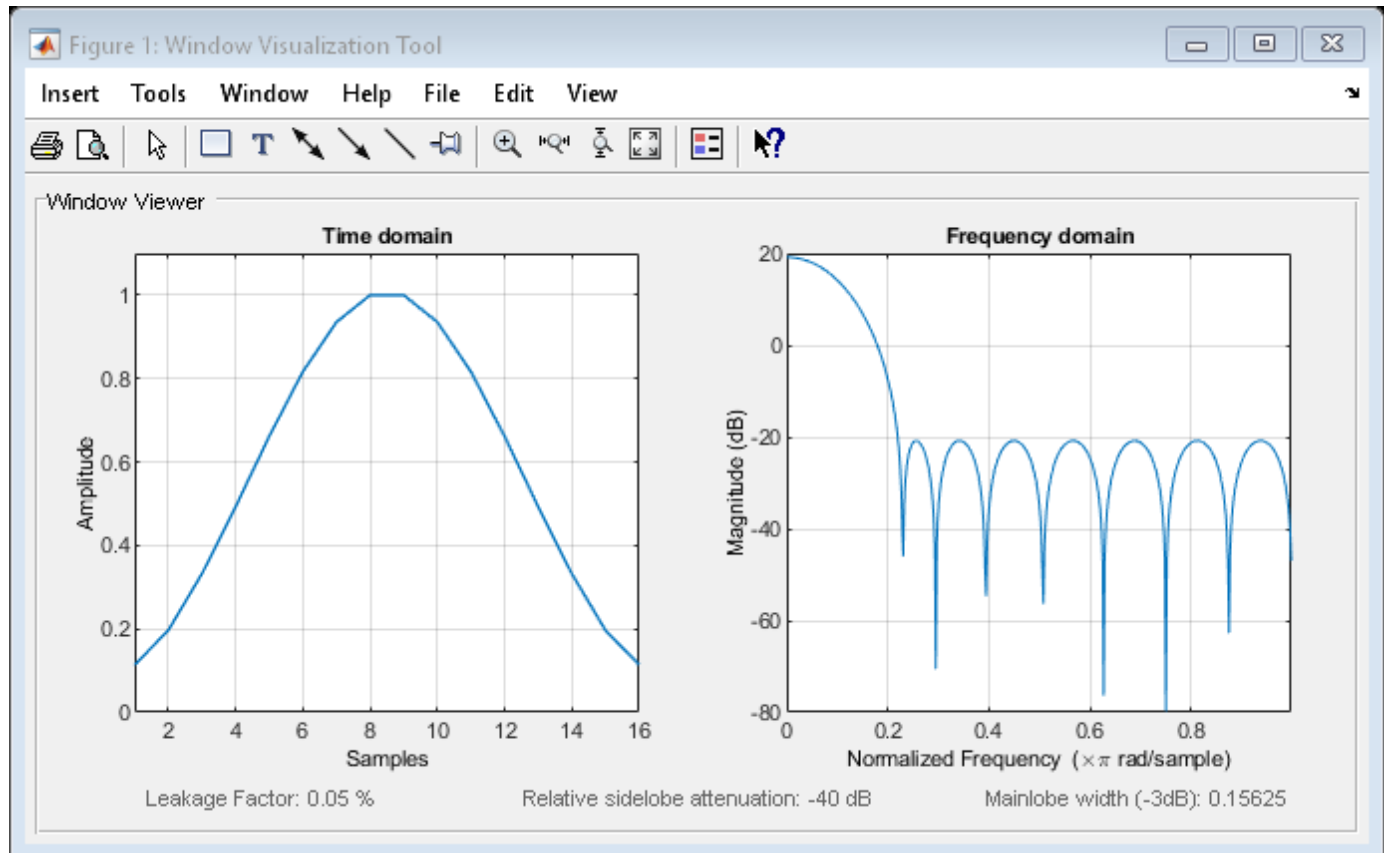 Figure 1: Window Visualization Tool
Insert Tools Window Help File Edit View
T
?
Window Viewer
Time domain
1
0.8
0.6
0.4
0.2
0
Amplitude
2 4 6 8 10 12 14 16
Samples
Frequency domain
20
0
-20
-40
-60
-80
Magnitude (dB)
0 0.2 0.4 0.6 0.8
Normalized Frequency (×π rad/sample)
Leakage Factor: 0.05 %
Relative sidelobe attenuation: -40 dB
Mainlobe width (-3dB): 0.15625